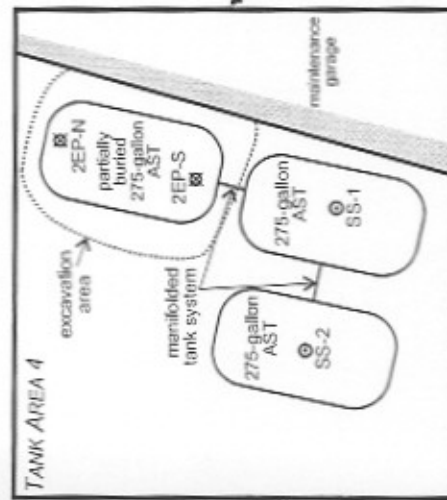 TANK AREA 4
excavation
area
2EP-N
partially
buried
275-gallon
AST
2EP-S
maintenance
garage
manifolded
tank system
275-gallon
AST
SS-1
275-gallon
AST
SS-2